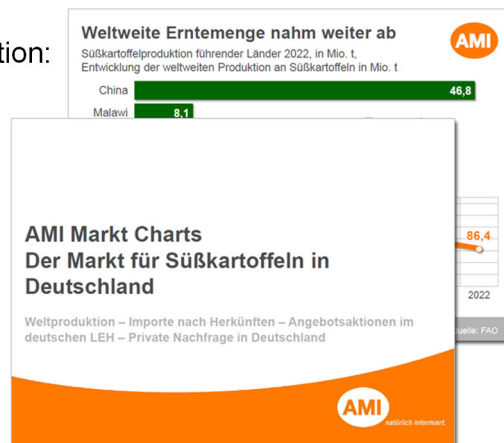 tion:
Weltweite Erntemenge nahm weiter ab
AMI
Süßkartoffelproduktion führender Länder 2022, in Mio. t,
Entwicklung der weltweiten Produktion an Süßkartoffeln in Mio. t
China 46,8
Malawi 8,1
86,4
2022
uelle: FAO
AMI Markt Charts
Der Markt für Süßkartoffeln in
Deutschland
Weltproduktion – Importe nach Herkünften – Angebotsaktionen im
deutschen LEH – Private Nachfrage in Deutschland
AMI
natürlich informiert.